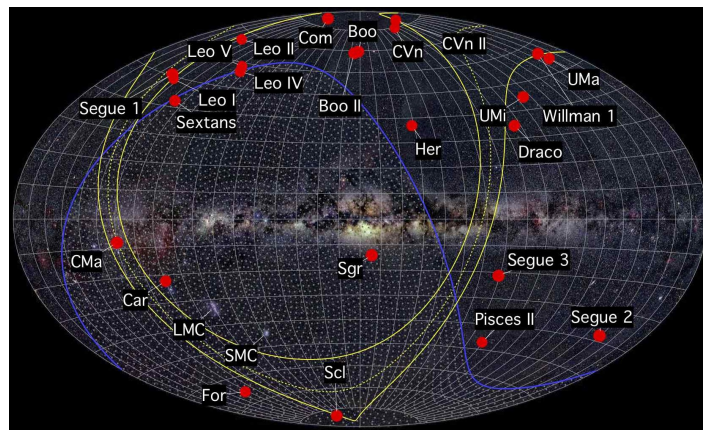 Com
Boo
CVn
CVn II
Leo V
Leo II
UMa
Leo IV
Segue 1
Leo I
Sextans
Boo II
UMi
Willman 1
Her
Draco
CMa
Sgr
Segue 3
Car
LMC
Pisces II
Segue 2
SMC
Scl
For